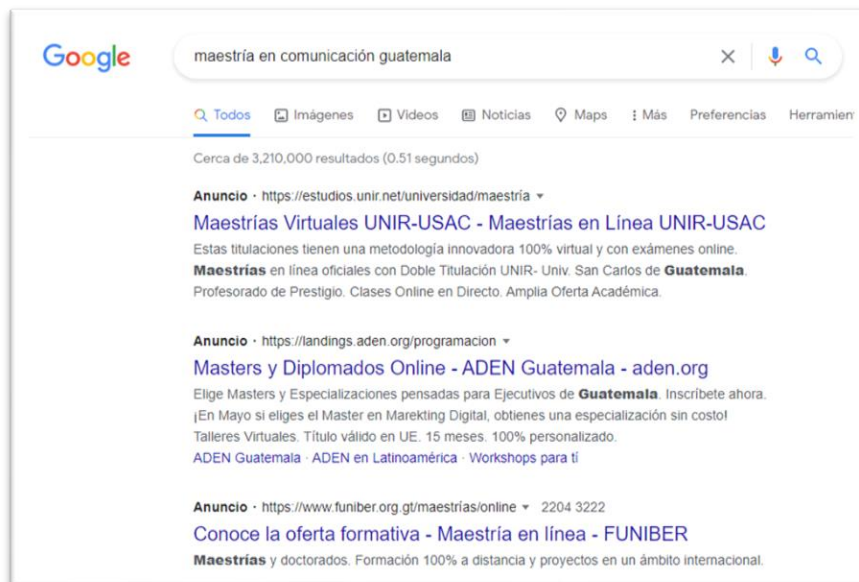 Google
maestría en comunicación guatemala
Todos Imágenes Videos Noticias Maps Más Preferencias Herramien
Cerca de 3,210,000 resultados (0.51 segundos)
Anuncio · https://estudios.unir.net/universidad/maestría
Maestrías Virtuales UNIR-USAC - Maestrías en Línea UNIR-USAC
Estas titulaciones tienen una metodología innovadora 100% virtual y con exámenes online.
Maestrías en línea oficiales con Doble Titulación UNIR- Univ. San Carlos de Guatemala.
Profesorado de Prestigio. Clases Online en Directo. Amplia Oferta Académica.
Anuncio · https://landings.aden.org/programacion
Masters y Diplomados Online - ADEN Guatemala - aden.org
Elige Masters y Especializaciones pensadas para Ejecutivos de Guatemala. Inscríbete ahora.
¡En Mayo si eliges el Master en Marekting Digital, obtienes una especialización sin costo!
Talleres Virtuales. Título válido en UE. 15 meses. 100% personalizado.
ADEN Guatemala · ADEN en Latinoamérica · Workshops para tí
Anuncio · https://www.funiber.org.gt/maestrías/online 2204 3222
Conoce la oferta formativa - Maestría en línea - FUNIBER
Maestrías y doctorados. Formación 100% a distancia y proyectos en un ámbito internacional.